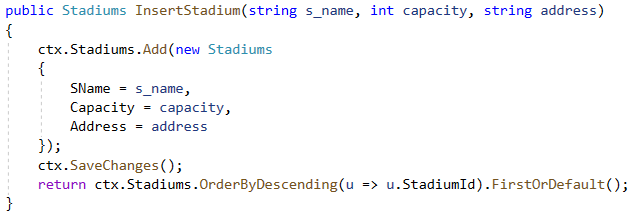 public Stadiums InsertStadium(string s_name, int capacity, string address)
{
    ctx.Stadiums.Add(new Stadiums
    {
        SName = s_name,
        Capacity = capacity,
        Address = address
    });
    ctx.SaveChanges();
    return ctx.Stadiums.OrderByDescending(u => u.StadiumId).FirstOrDefault();
}